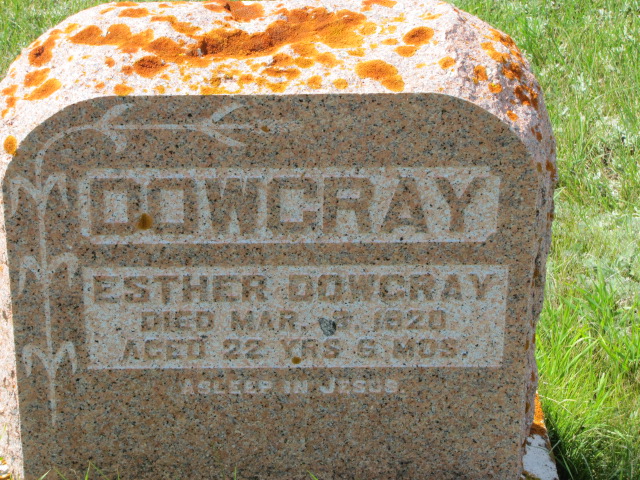 DOWCRAY
ESTHER DOWCRAY
DIED MAR. 1920
AGED 22 YRS 6 MOS
ASLEEP IN JESUS.